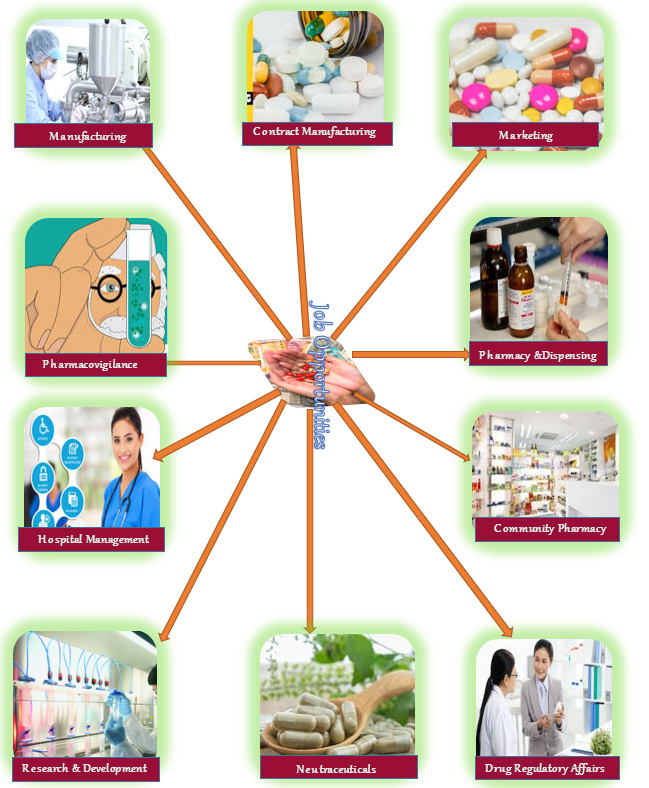 Manufacturing
Contract Manufacturing
Marketing
Pharmacovigilance
Job Opportunities
Pharmacy &Dispensing
Hospital Management
Community Pharmacy
Research & Development
Neutraceuticals
Drug Regulatory Affairs